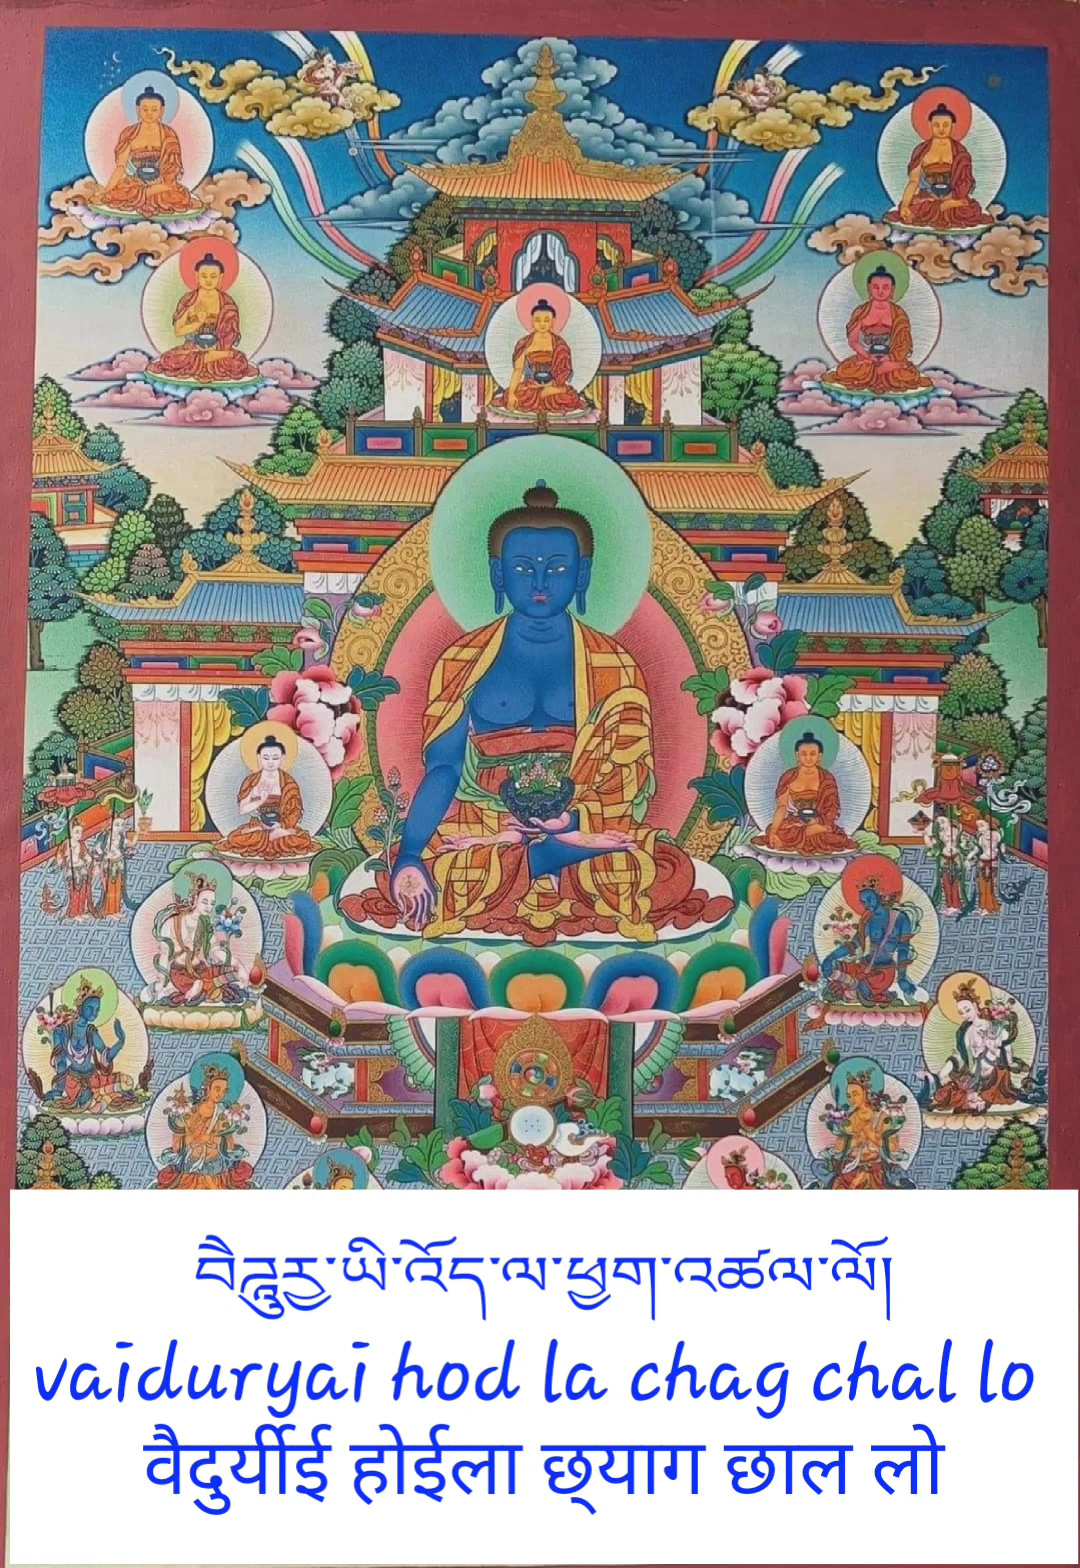 བཻཌཱུརྱ་ཡི་འོད་ལ་ཕྱག་འཚལ་ལོ།
vaiduryai hod la chag chal lo
वैदुर्यीई होईला छ्याग छाल लो